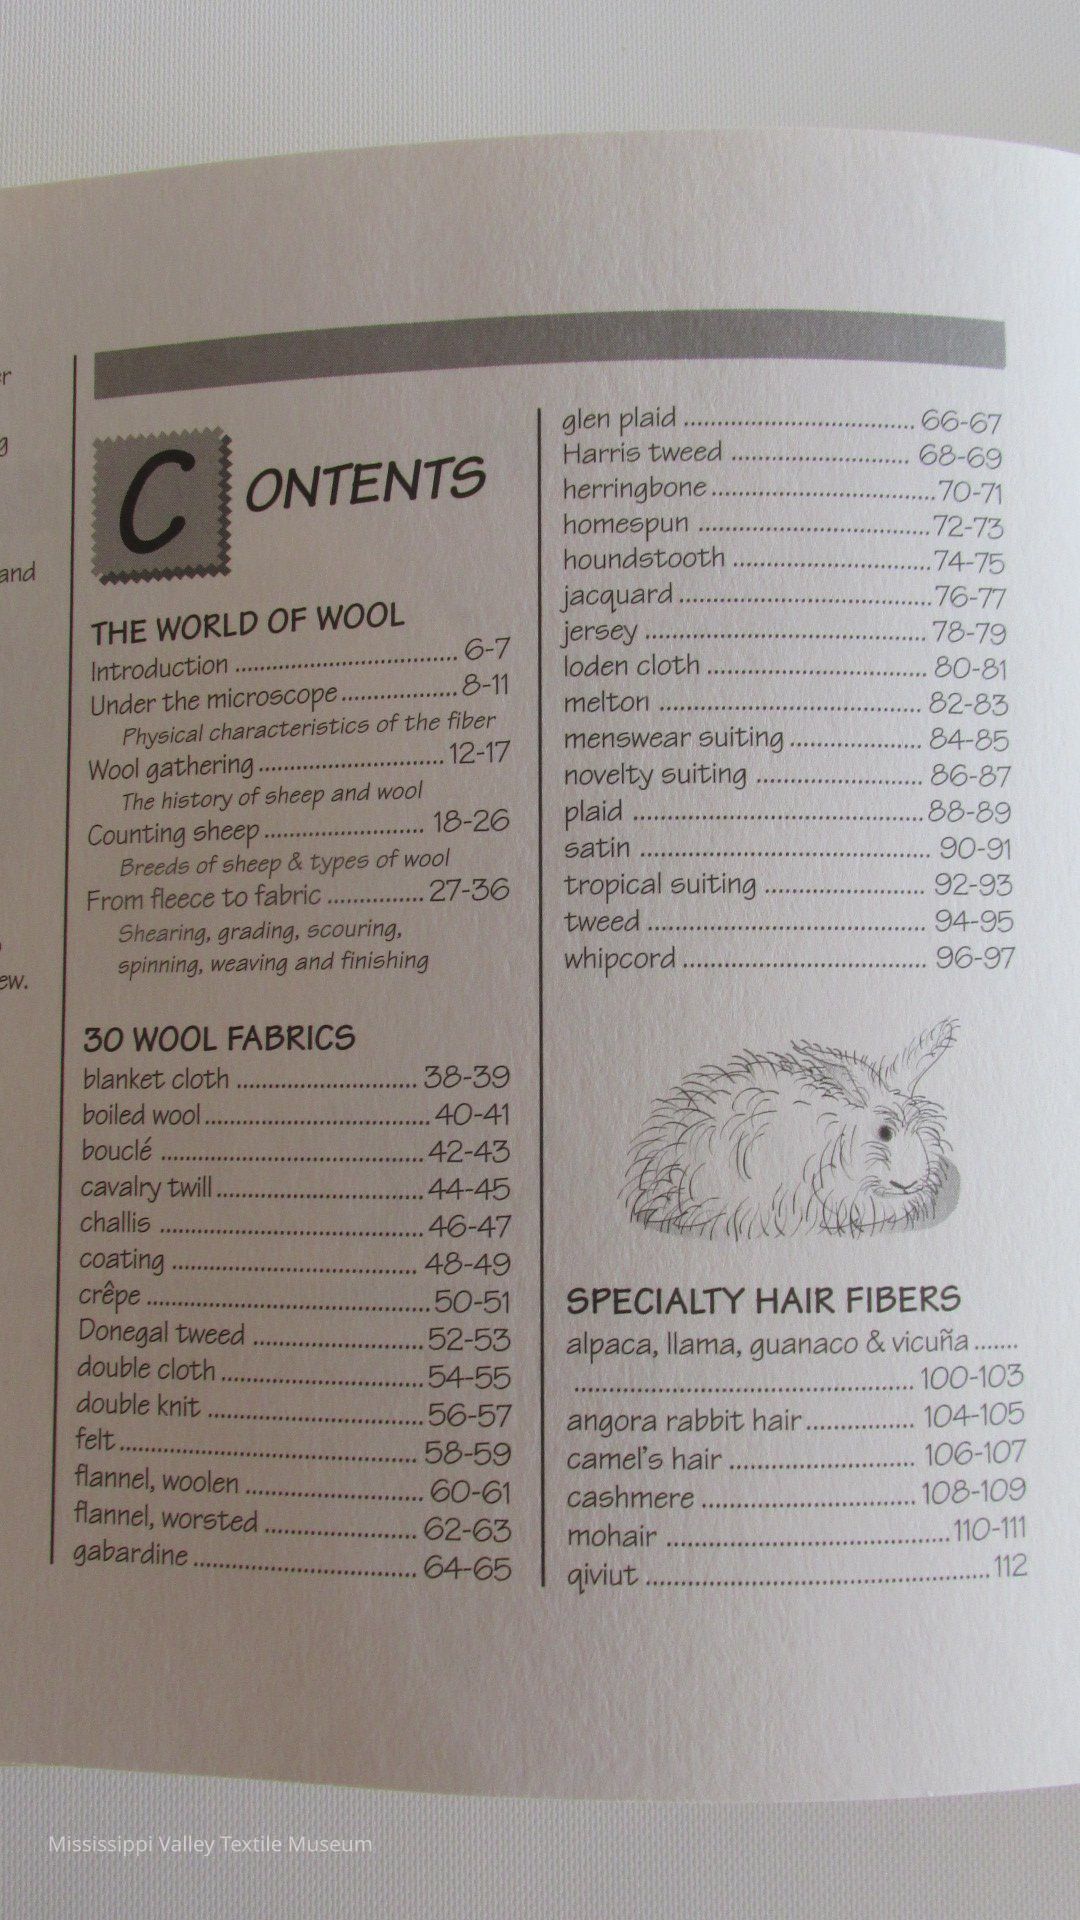 er
g
and
ew.
CONTENTS
THE WORLD OF WOOL
Introduction ........................................ 6-7
Under the microscope .................... 8-11
Physical characteristics of the fiber
Wool gathering ................................. 12-17
The history of sheep and wool
Counting sheep ............................ 18-26
Breeds of sheep & types of wool
From fleece to fabric ................ 27-36
Shearing, grading, scouring,
spinning, weaving and finishing
30 WOOL FABRICS
blanket cloth ................................ 38-39
boiled wool ........................................ 40-41
bouclé .............................................. 42-43
cavalry twill .................................... 44-45
challis .............................................. 46-47
coating ........................................... 48-49
crêpe .................................................. 50-51
Donegal tweed .............................. 52-53
double cloth .................................... 54-55
double knit ...................................... 56-57
felt .................................................... 58-59
flannel, woolen ............................... 60-61
flannel, worsted ........................... 62-63
gabardine ....................................... 64-65
glen plaid ......................................... 66-67
Harris tweed ................................ 68-69
herringbone ........................................ 70-71
homespun ......................................... 72-73
houndstooth ................................... 74-75
jacquard ............................................. 76-77
jersey .................................................. 78-79
loden cloth ....................................... 80-81
melton ............................................... 82-83
menswear suiting ....................... 84-85
novelty suiting .............................. 86-87
plaid .................................................... 88-89
satin .................................................... 90-91
tropical suiting ............................ 92-93
tweed ................................................. 94-95
whipcord ........................................... 96-97
SPECIALTY HAIR FIBERS
alpaca, llama, guanaco & vicuña ........
............................................................. 100-103
angora rabbit hair ................... 104-105
camel's hair ................................. 106-107
cashmere ...................................... 108-109
mohair ................................................... 110-111
qiviut ............................................................. 112
Mississippi Valley Textile Museum